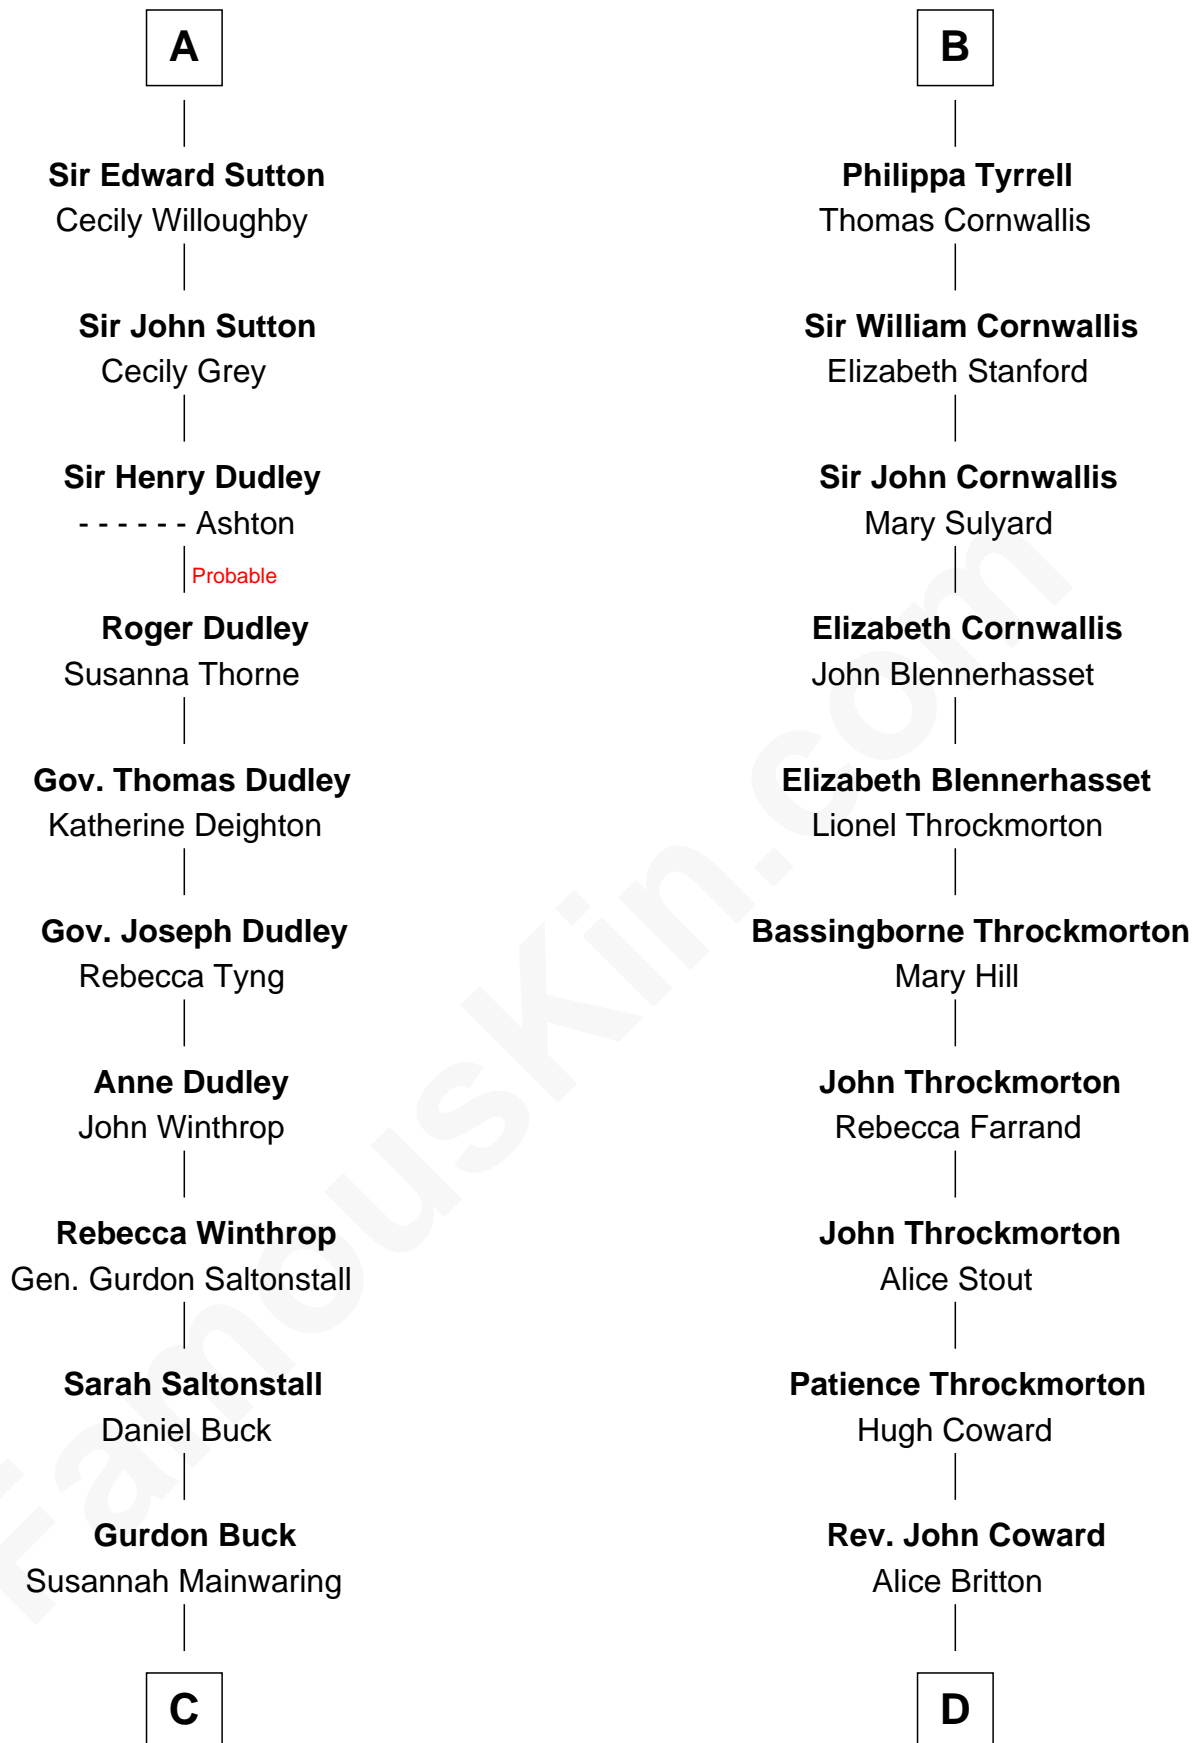 A
Sir Edward Sutton
Cecily Willoughby
Sir John Sutton
Cecily Grey
Sir Henry Dudley
- - - - - - Ashton
Probable
Roger Dudley
Susanna Thorne
Gov. Thomas Dudley
Katherine Deighton
Gov. Joseph Dudley
Rebecca Tyng
Anne Dudley
John Winthrop
Rebecca Winthrop
Gen. Gurdon Saltonstall
Sarah Saltonstall
Daniel Buck
Gurdon Buck
Susannah Mainwaring
C
B
Philippa Tyrrell
Thomas Cornwallis
Sir William Cornwallis
Elizabeth Stanford
Sir John Cornwallis
Mary Sulyard
Elizabeth Cornwallis
John Blennerhasset
Elizabeth Blennerhasset
Lionel Throckmorton
Bassingborne Throckmorton
Mary Hill
John Throckmorton
Rebecca Farrand
John Throckmorton
Alice Stout
Patience Throckmorton
Hugh Coward
Rev. John Coward
Alice Britton
D
FamousKin.com